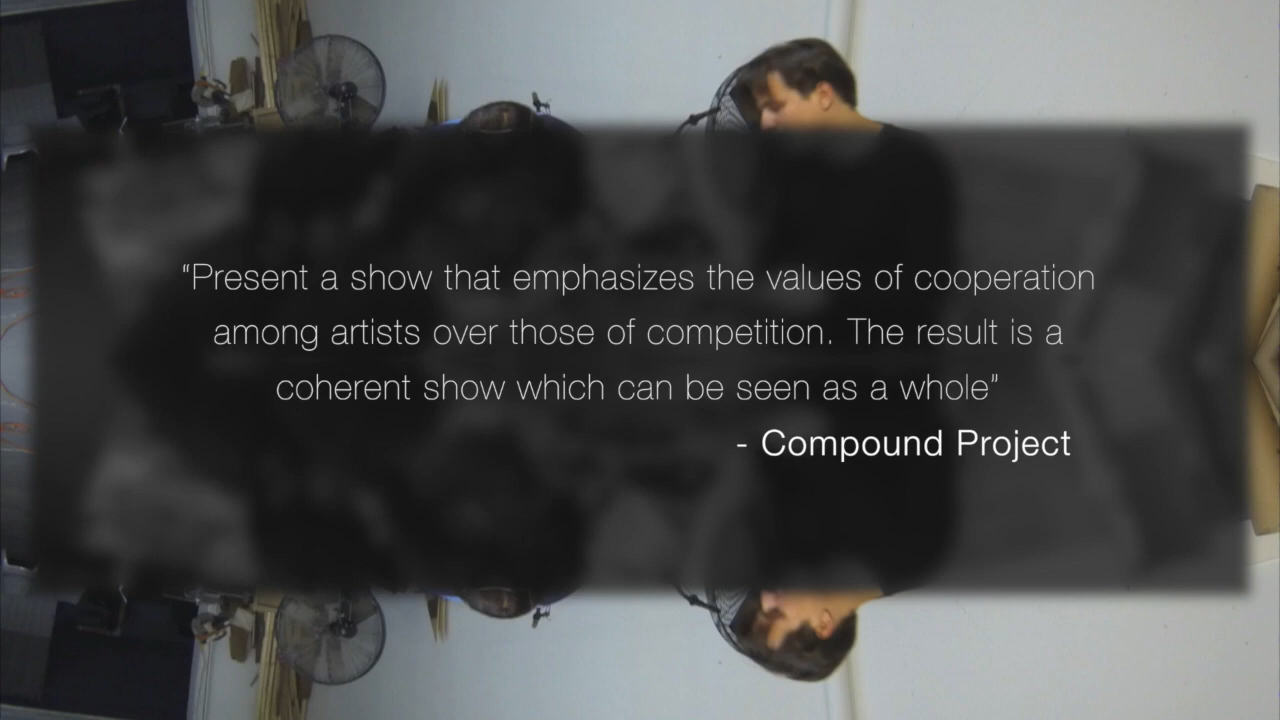 “Present a show that emphasizes the values of cooperation
among artists over those of competition. The result is a
coherent show which can be seen as a whole”
- Compound Project